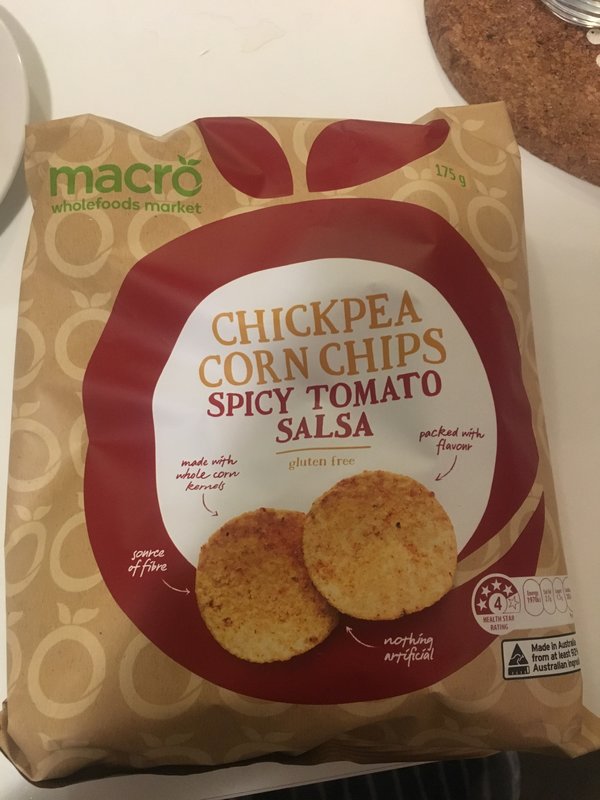 macro
wholefoods market
175 g
CHICKPEA
CORN CHIPS
SPICY TOMATO
SALSA
gluten free
packed with
flavour
made with
whole corn
kernels
source
of fibre
nothing
artificial
4
HEALTH STAR
RATING
Energy
Made in
from at least
Australian